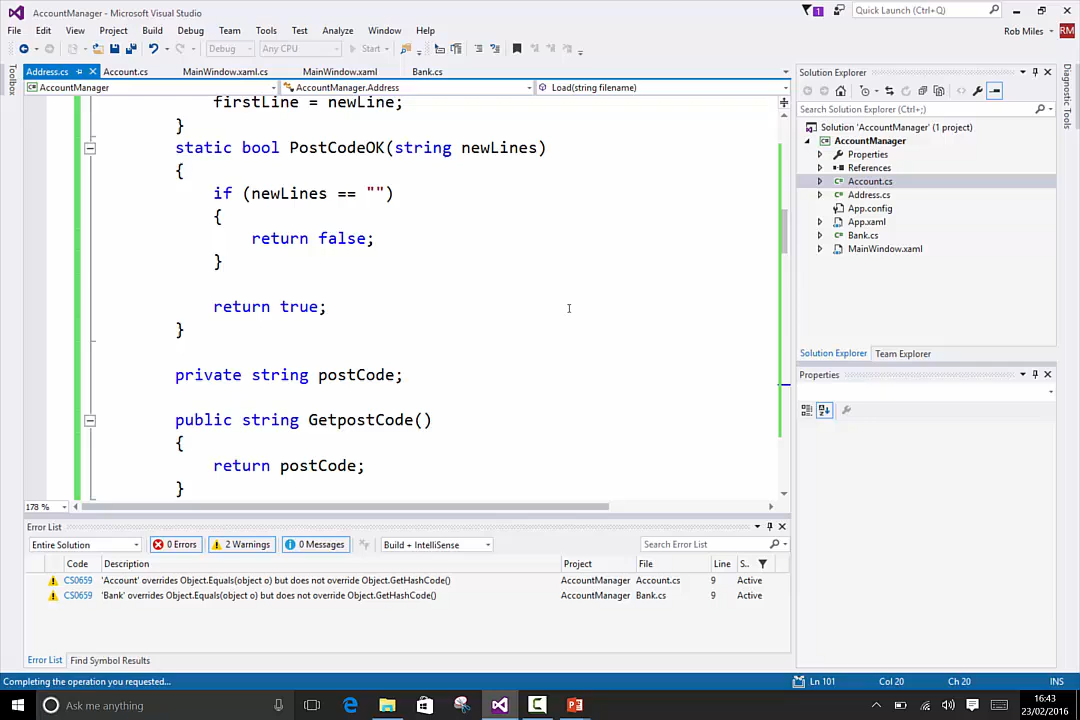 AccountManager - Microsoft Visual Studio
1
Quick Launch (Ctrl+Q)
File Edit View Project Build Debug Team Tools Test Analyze Window Help
Rob Miles RM
Debug Any CPU Start
Toolbox
Address.cs Account.cs MainWindow.xaml.cs MainWindow.xaml Bank.cs
AccountManager AccountManager.Address Load(string filename)
firstLine = newLine;
}
static bool PostCodeOK(string newLines)
{
if (newLines == "")
{
return false;
}
return true;
}
private string postCode;
public string GetpostCode()
{
return postCode;
}
178 %
Solution Explorer
Search Solution Explorer (Ctrl+;)
Solution 'AccountManager' (1 project)
AccountManager
Properties
References
Account.cs
Address.cs
App.config
App.xaml
Bank.cs
MainWindow.xaml
Solution Explorer Team Explorer
Properties
Diagnostic Tools
Error List
Entire Solution 0 Errors 2 Warnings 0 Messages Build + IntelliSense Search Error List
Code Description Project File Line S..
CS0659 'Account' overrides Object.Equals(object o) but does not override Object.GetHashCode() AccountManager Account.cs 9 Active
CS0659 'Bank' overrides Object.Equals(object o) but does not override Object.GetHashCode() AccountManager Bank.cs 9 Active
Error List Find Symbol Results
Completing the operation you requested... Ln 101 Col 20 Ch 20 INS
Ask me anything
16:43
23/02/2016